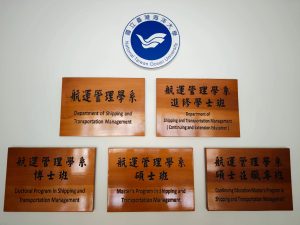 國立臺灣海洋大學
National Taiwan Ocean University
航運管理學系
Department of Shipping and
Transportation Management
航運管理學系
進修學士班
Department of
Shipping and Transportation Management
( Continuing and Extension Education )
航運管理學系
博士班
Doctoral Program in Shipping and
Transportation Management
航運管理學系
碩士班
Master's Program in Shipping and
Transportation Management
航運管理學系
碩士在職專班
Continuing Education Master's Program in
Shipping and Transportation Management